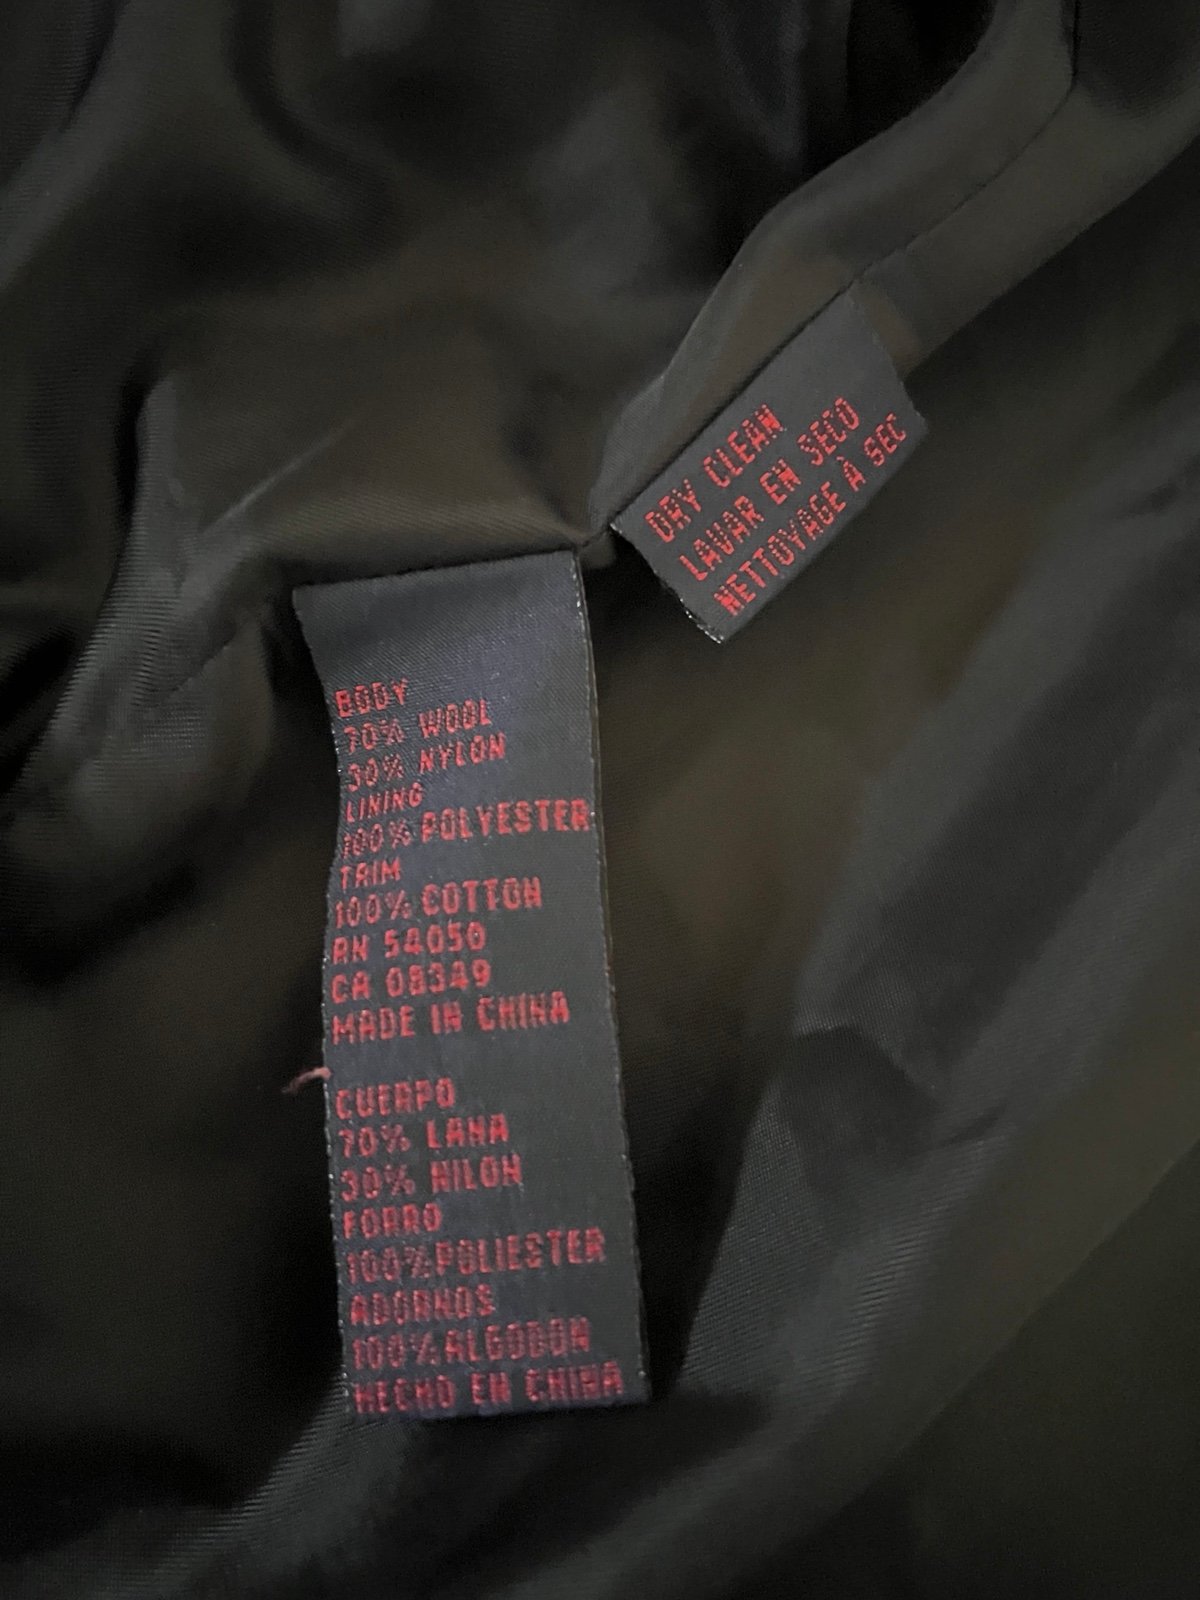 DRY CLEAN
LAVAR EN SECO
NETTOYAGE À SEC
BODY
70% WOOL
30% NYLON
LINING
100% POLYESTER
TRIM
100% COTTON
RN 54050
CA 08349
MADE IN CHINA
CUERPO
70% LANA
30% NILON
FORRO
100% POLIESTER
ADORNOS
100% ALGODON
HECHO EN CHINA